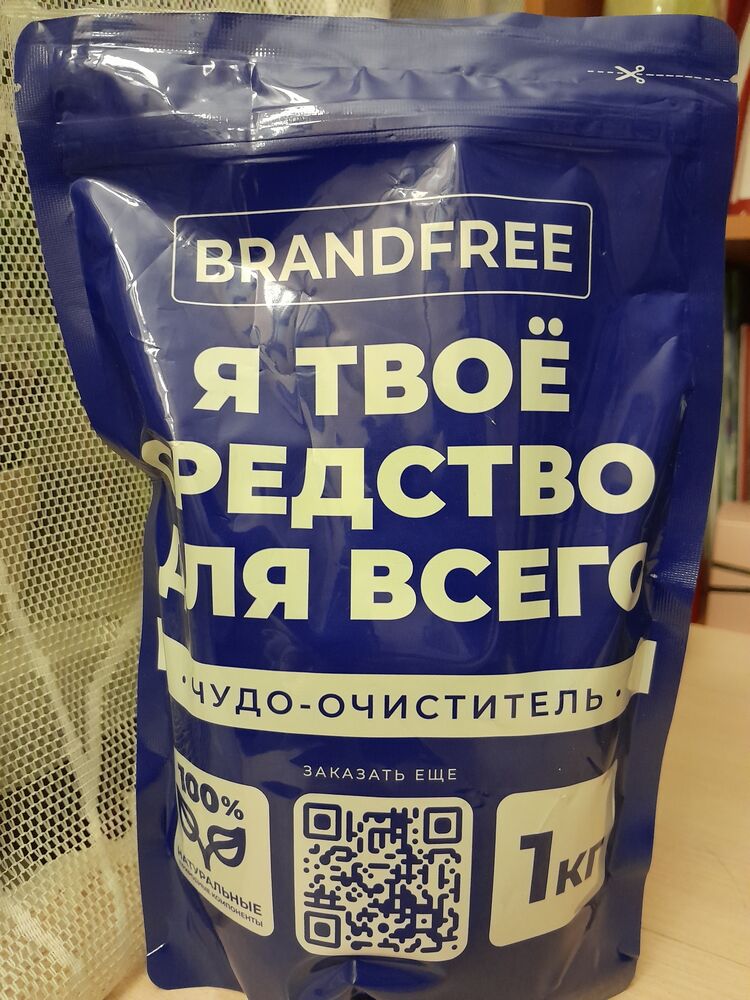 BRANDFREE
Я ТВОЁ
СРЕДСТВО
ДЛЯ ВСЕГО
·ЧУДО-ОЧИСТИТЕЛЬ·
ЗАКАЗАТЬ ЕЩЕ
100%
НАТУРАЛЬНЫЕ
КОМПОНЕНТЫ
1кг